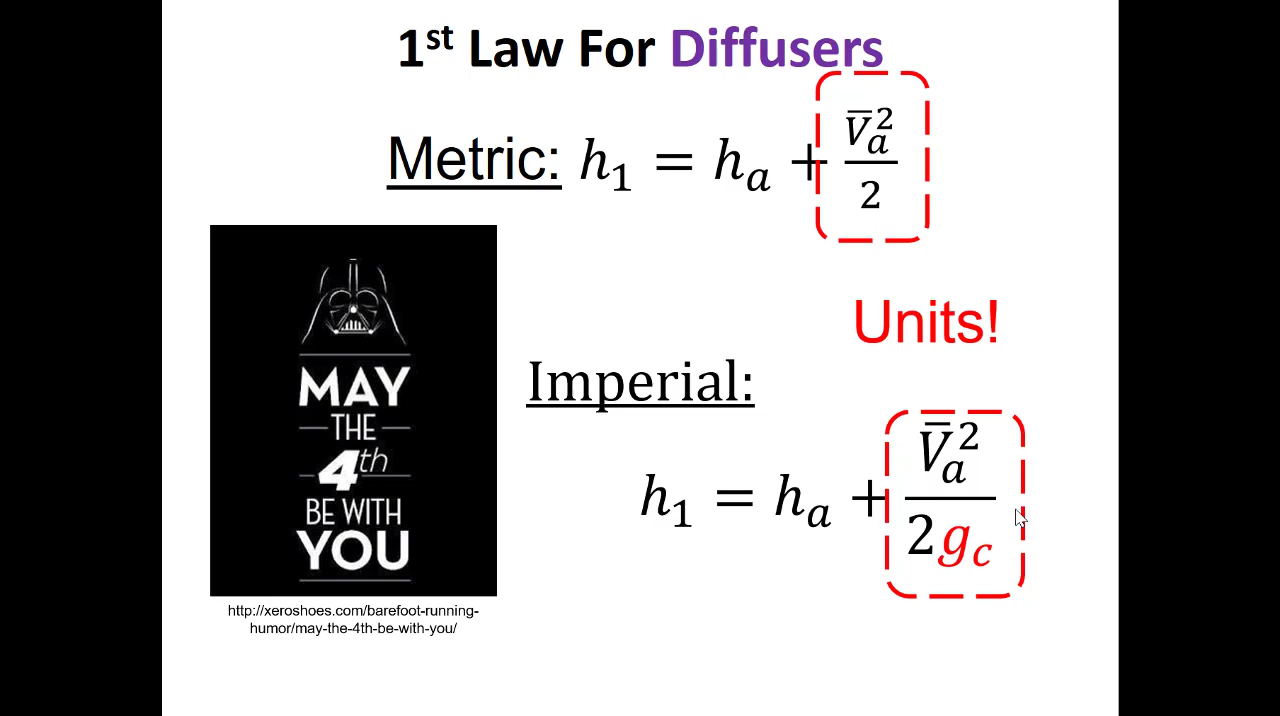 1st Law For Diffusers
Metric: h₁ = hₐ + V̅ₐ²/2
Units!
Imperial:
h₁ = hₐ + V̅ₐ²/2g_c
MAY
THE
4th
BE WITH
YOU
http://xeroshoes.com/barefoot-running-
humor/may-the-4th-be-with-you/